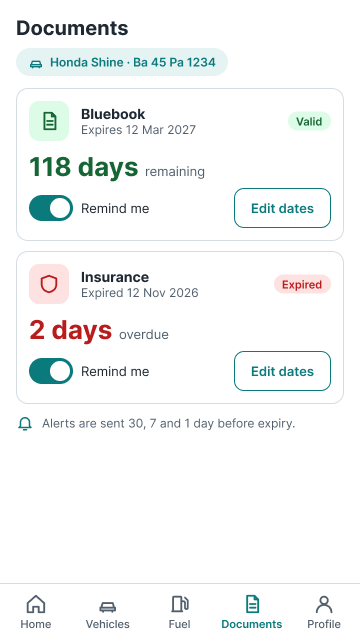 Documents
Honda Shine · Ba 45 Pa 1234
Bluebook
Expires 12 Mar 2027
Valid
118 days remaining
Remind me
Edit dates
Insurance
Expired 12 Nov 2026
Expired
2 days overdue
Remind me
Edit dates
Alerts are sent 30, 7 and 1 day before expiry.
Home
Vehicles
Fuel
Documents
Profile